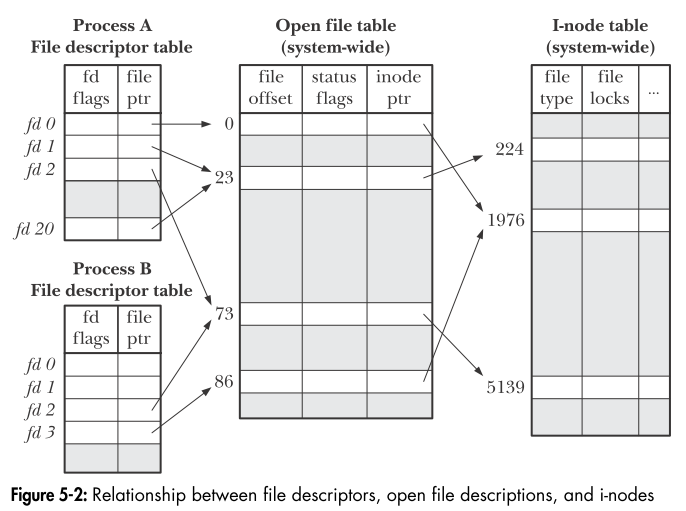 Process A
File descriptor table
fd
flags
file
ptr
fd 0
fd 1
fd 2
fd 20
Process B
File descriptor table
fd
flags
file
ptr
fd 0
fd 1
fd 2
fd 3
Open file table
(system-wide)
file
offset
status
flags
inode
ptr
0
23
73
86
I-node table
(system-wide)
file
type
file
locks
...
224
1976
5139
Figure 5-2: Relationship between file descriptors, open file descriptions, and i-nodes